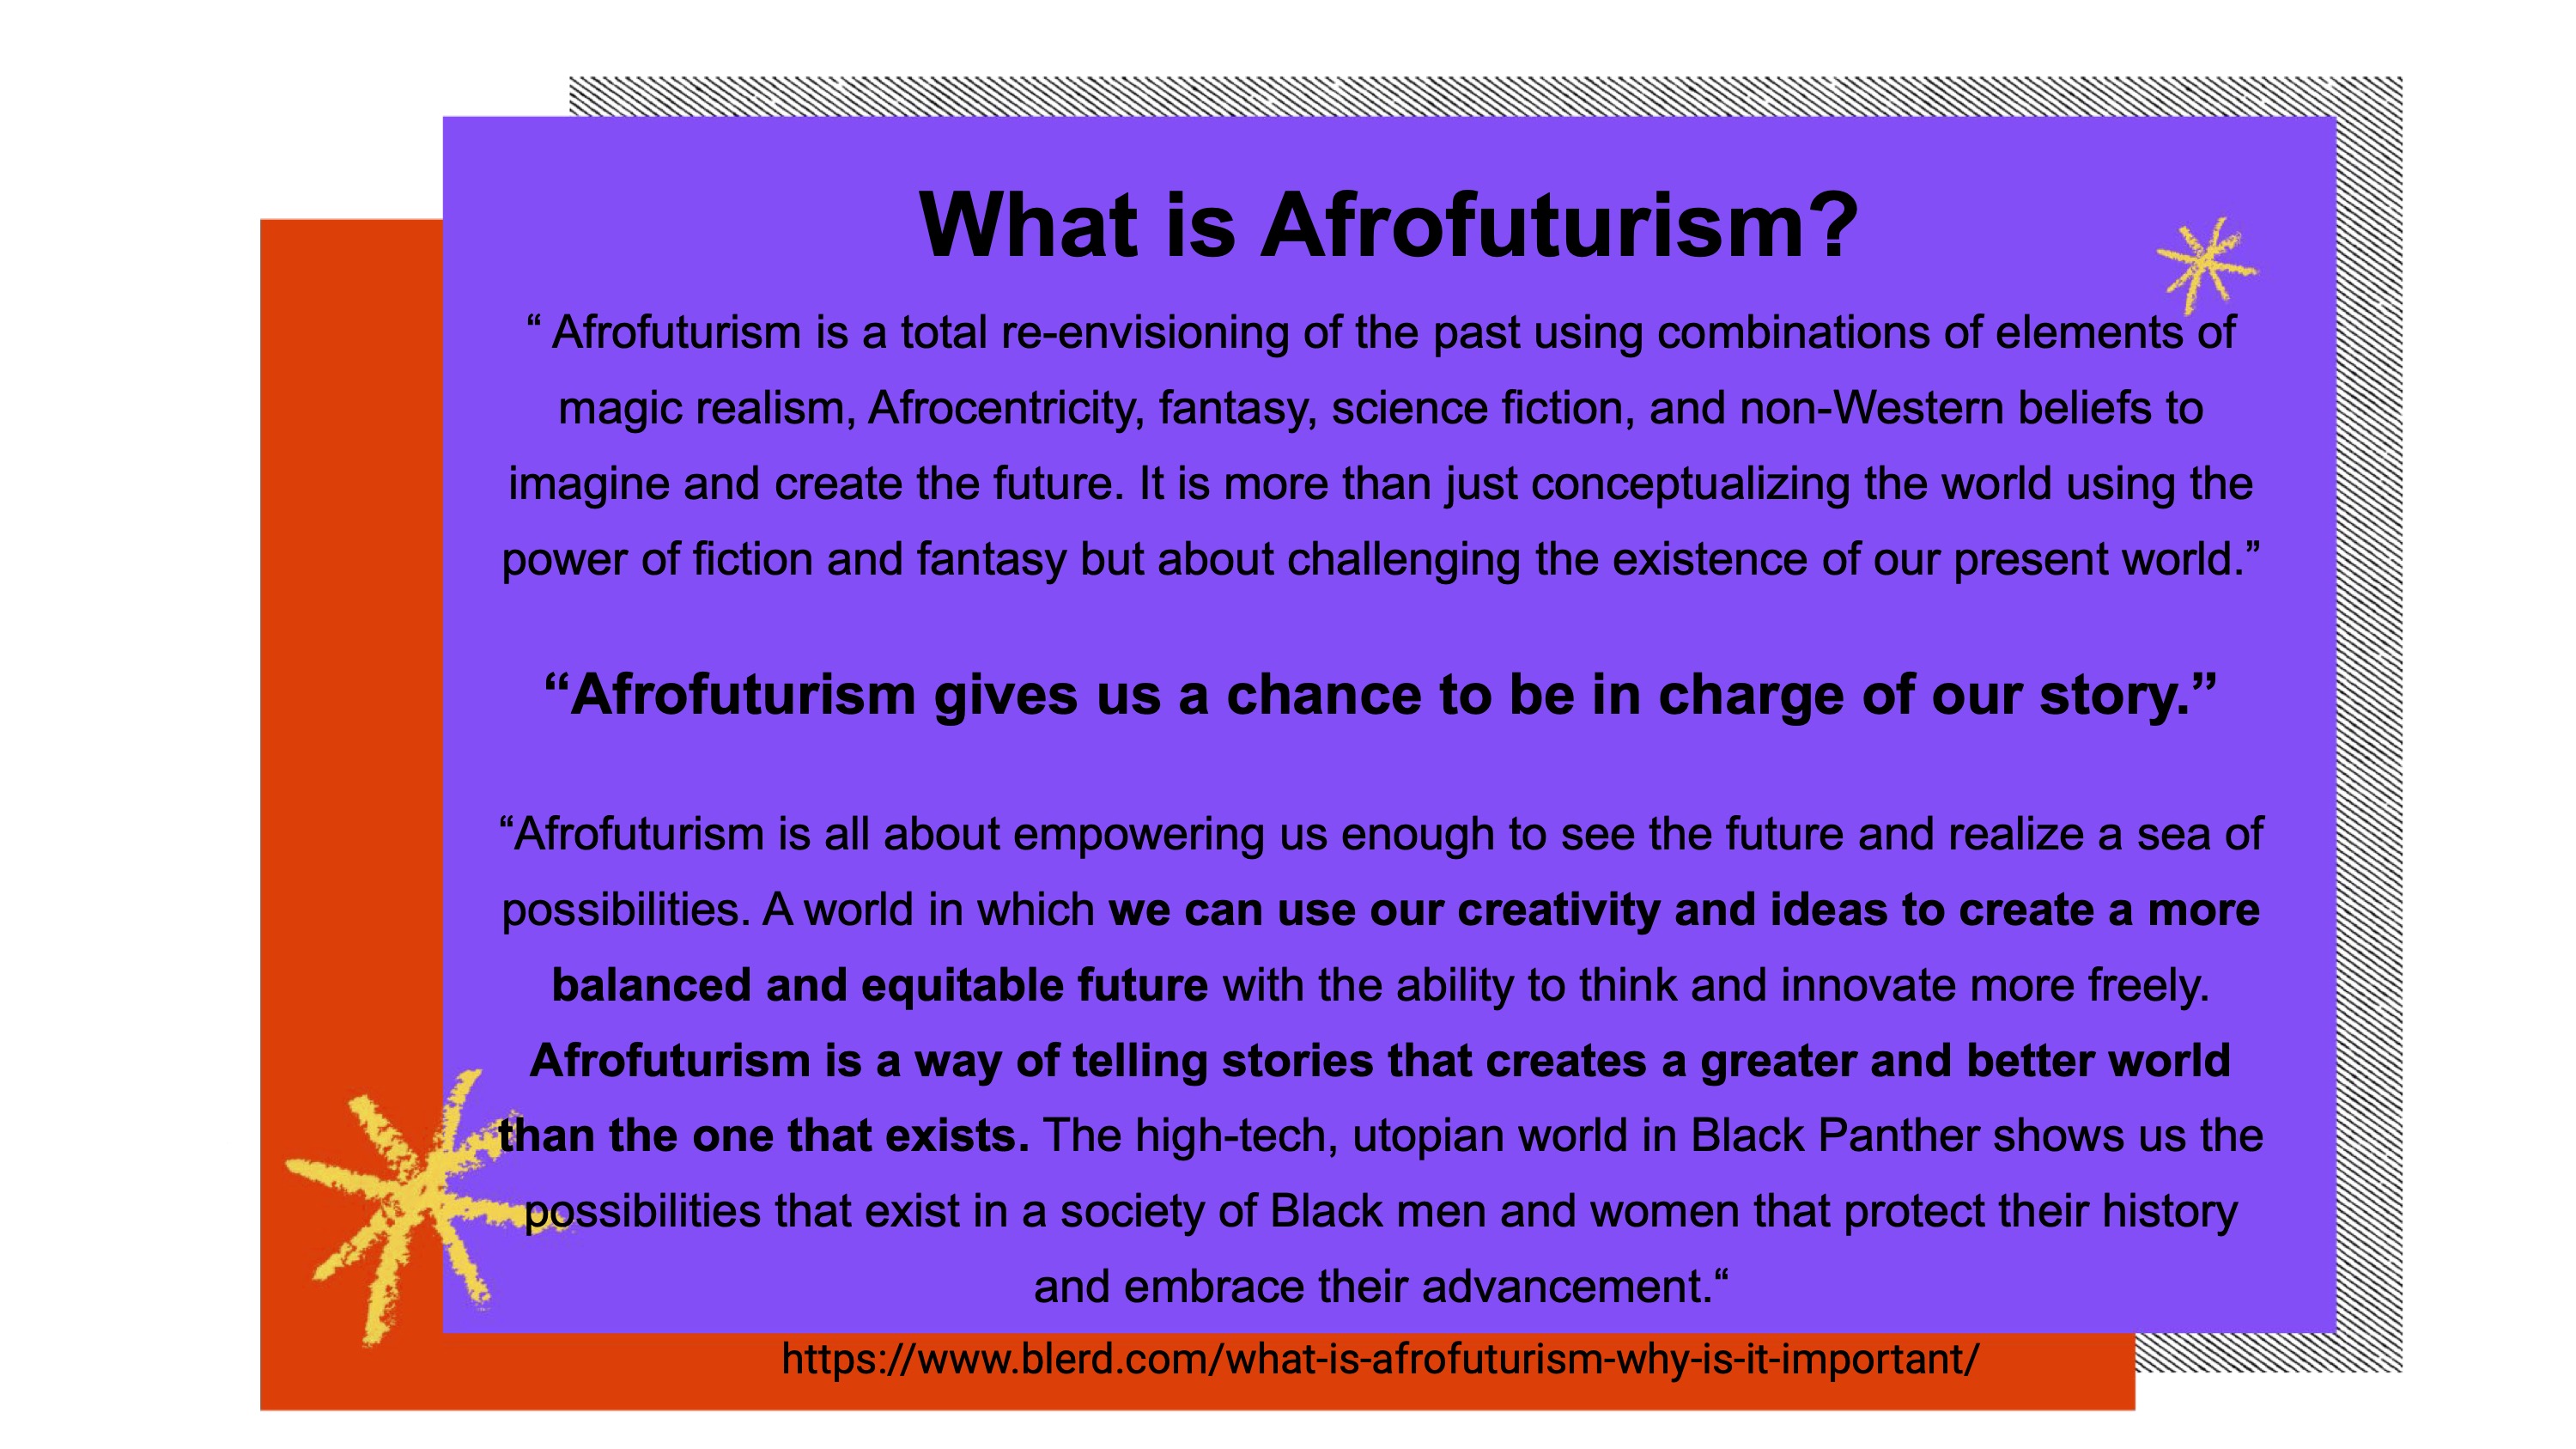 What is Afrofuturism?
“ Afrofuturism is a total re-envisioning of the past using combinations of elements of
magic realism, Afrocentricity, fantasy, science fiction, and non-Western beliefs to
imagine and create the future. It is more than just conceptualizing the world using the
power of fiction and fantasy but about challenging the existence of our present world.”
“Afrofuturism gives us a chance to be in charge of our story.”
“Afrofuturism is all about empowering us enough to see the future and realize a sea of
possibilities. A world in which we can use our creativity and ideas to create a more
balanced and equitable future with the ability to think and innovate more freely.
Afrofuturism is a way of telling stories that creates a greater and better world
than the one that exists. The high-tech, utopian world in Black Panther shows us the
possibilities that exist in a society of Black men and women that protect their history
and embrace their advancement.“
https://www.blerd.com/what-is-afrofuturism-why-is-it-important/